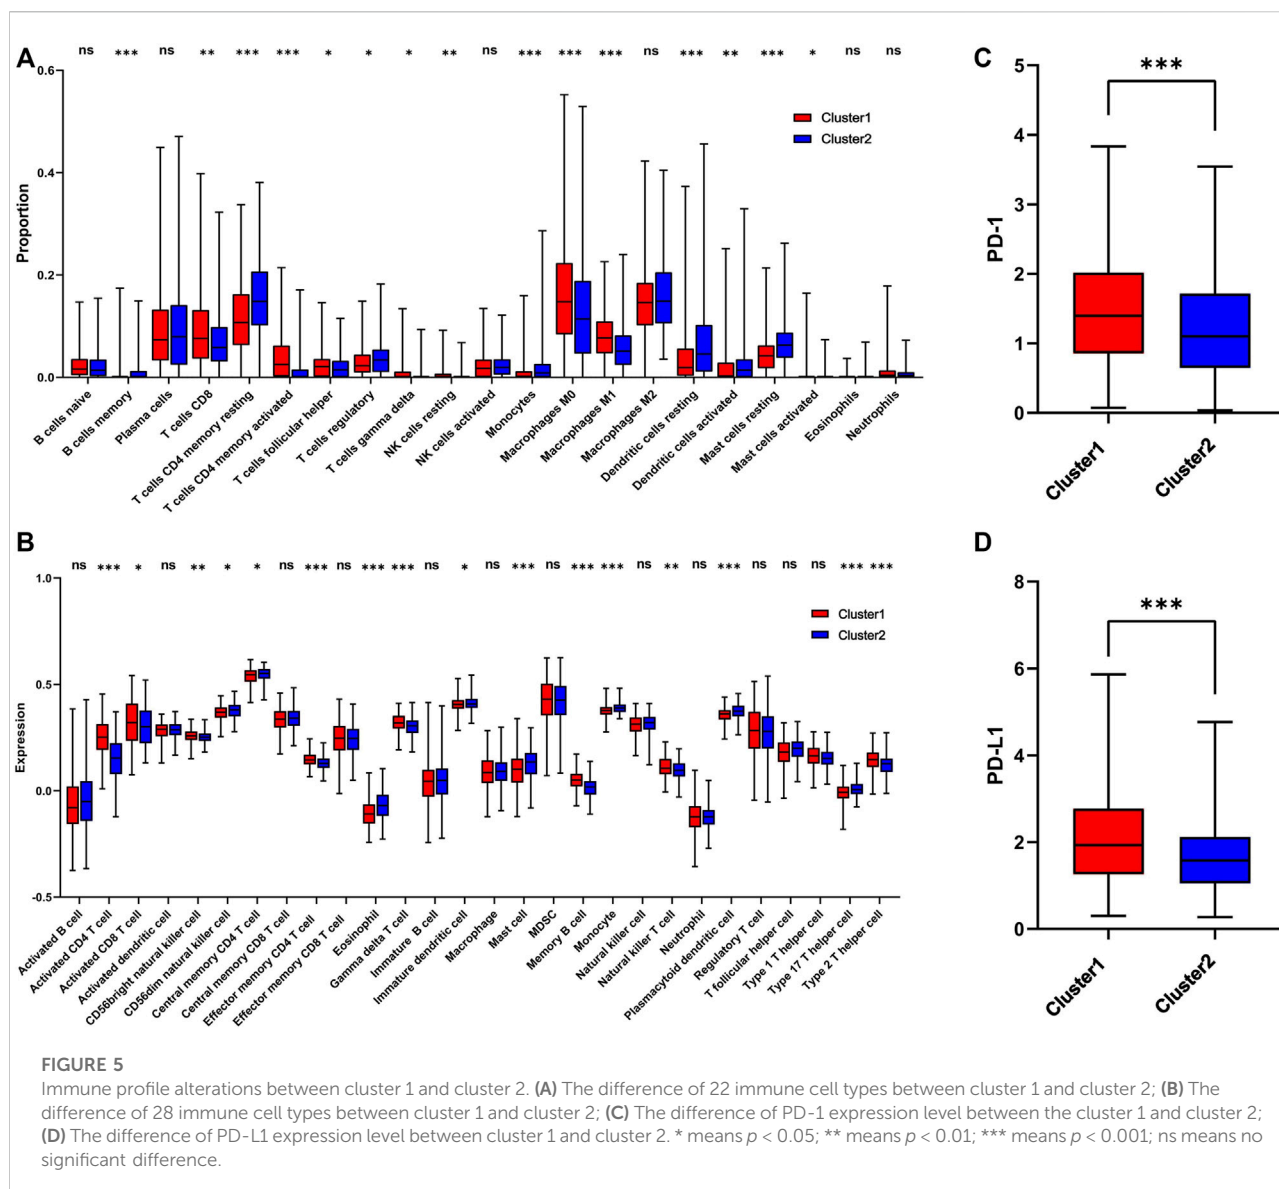 A
ns *** ns ** *** *** * * * ** ns *** *** *** ns *** ** *** * ns ns
0.6
0.4
0.2
0.0
Proportion
Cluster1
Cluster2
B cells naive
B cells memory
Plasma cells
T cells CD8
T cells CD4 memory resting
T cells CD4 memory activated
T cells follicular helper
T cells regulatory
T cells gamma delta
NK cells resting
NK cells activated
Monocytes
Macrophages M0
Macrophages M1
Macrophages M2
Dendritic cells resting
Dendritic cells activated
Mast cells resting
Mast cells activated
Eosinophils
Neutrophils
C
***
5
4
3
2
1
0
PD-1
Cluster1
Cluster2
B
ns *** * ns ** * * ns *** ns *** *** ns * ns *** ns *** *** ns ** ns *** ns ns ns *** ***
1.0
0.5
0.0
-0.5
Expression
Cluster1
Cluster2
Activated B cell
Activated CD4 T cell
Activated CD8 T cell
Activated dendritic cell
CD56bright natural killer cell
CD56dim natural killer cell
Central memory CD4 T cell
Central memory CD8 T cell
Effector memory CD4 T cell
Effector memory CD8 T cell
Eosinophil
Gamma delta T cell
Immature B cell
Immature dendritic cell
Macrophage
Mast cell
MDSC
Memory B cell
Monocyte
Natural killer cell
Natural killer T cell
Neutrophil
Plasmacytoid dendritic cell
Regulatory T cell
T follicular helper cell
Type 1 T helper cell
Type 17 T helper cell
Type 2 T helper cell
D
***
8
6
4
2
0
PD-L1
Cluster1
Cluster2
FIGURE 5
Immune profile alterations between cluster 1 and cluster 2. (A) The difference of 22 immune cell types between cluster 1 and cluster 2; (B) The
difference of 28 immune cell types between cluster 1 and cluster 2; (C) The difference of PD-1 expression level between the cluster 1 and cluster 2;
(D) The difference of PD-L1 expression level between cluster 1 and cluster 2. * means p < 0.05; ** means p < 0.01; *** means p < 0.001; ns means no
significant difference.